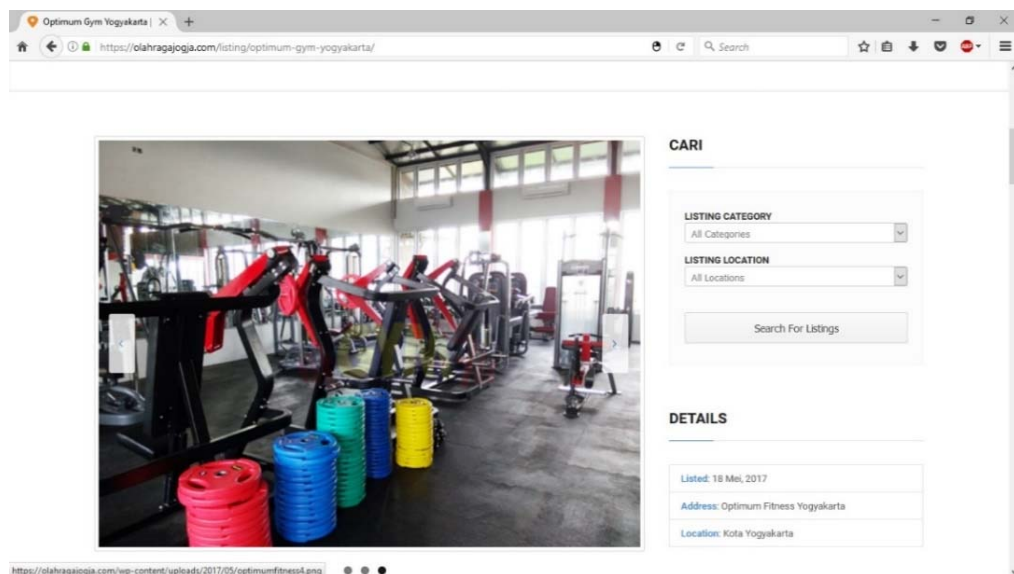 Optimum Gym Yogyakarta |
https://olahragajogja.com/listing/optimum-gym-yogyakarta/
Search
ABP
CARI
LISTING CATEGORY
All Categories
LISTING LOCATION
All Locations
Search For Listings
DETAILS
Listed: 18 Mei, 2017
Address: Optimum Fitness Yogyakarta
Location: Kota Yogyakarta
https://olahragajogja.com/wp-content/uploads/2017/05/optimumfitness4.png